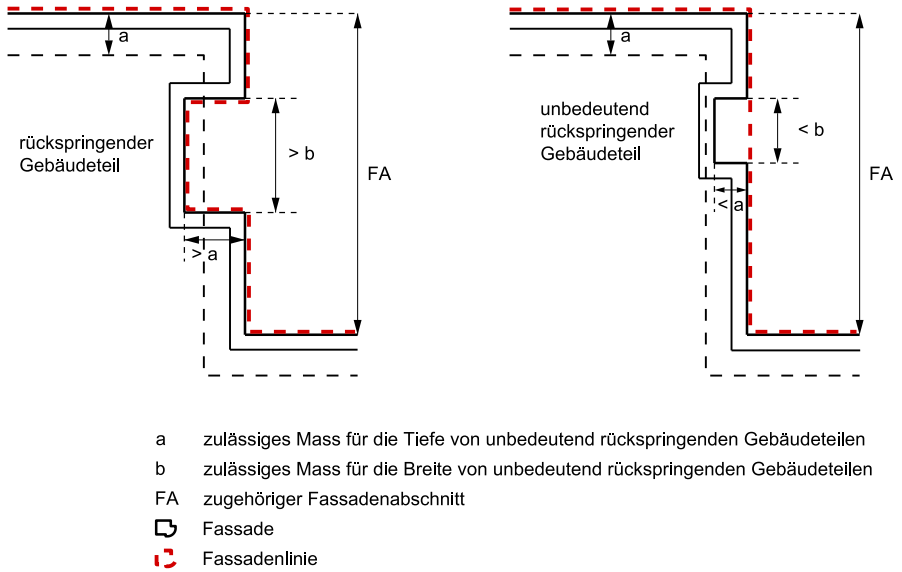 a
rückspringender
Gebäudeteil
> b
FA
> a
a
unbedeutend
rückspringender
Gebäudeteil
< b
FA
< a
a zulässiges Mass für die Tiefe von unbedeutend rückspringenden Gebäudeteilen
b zulässiges Mass für die Breite von unbedeutend rückspringenden Gebäudeteilen
FA zugehöriger Fassadenabschnitt
Fassade
Fassadenlinie